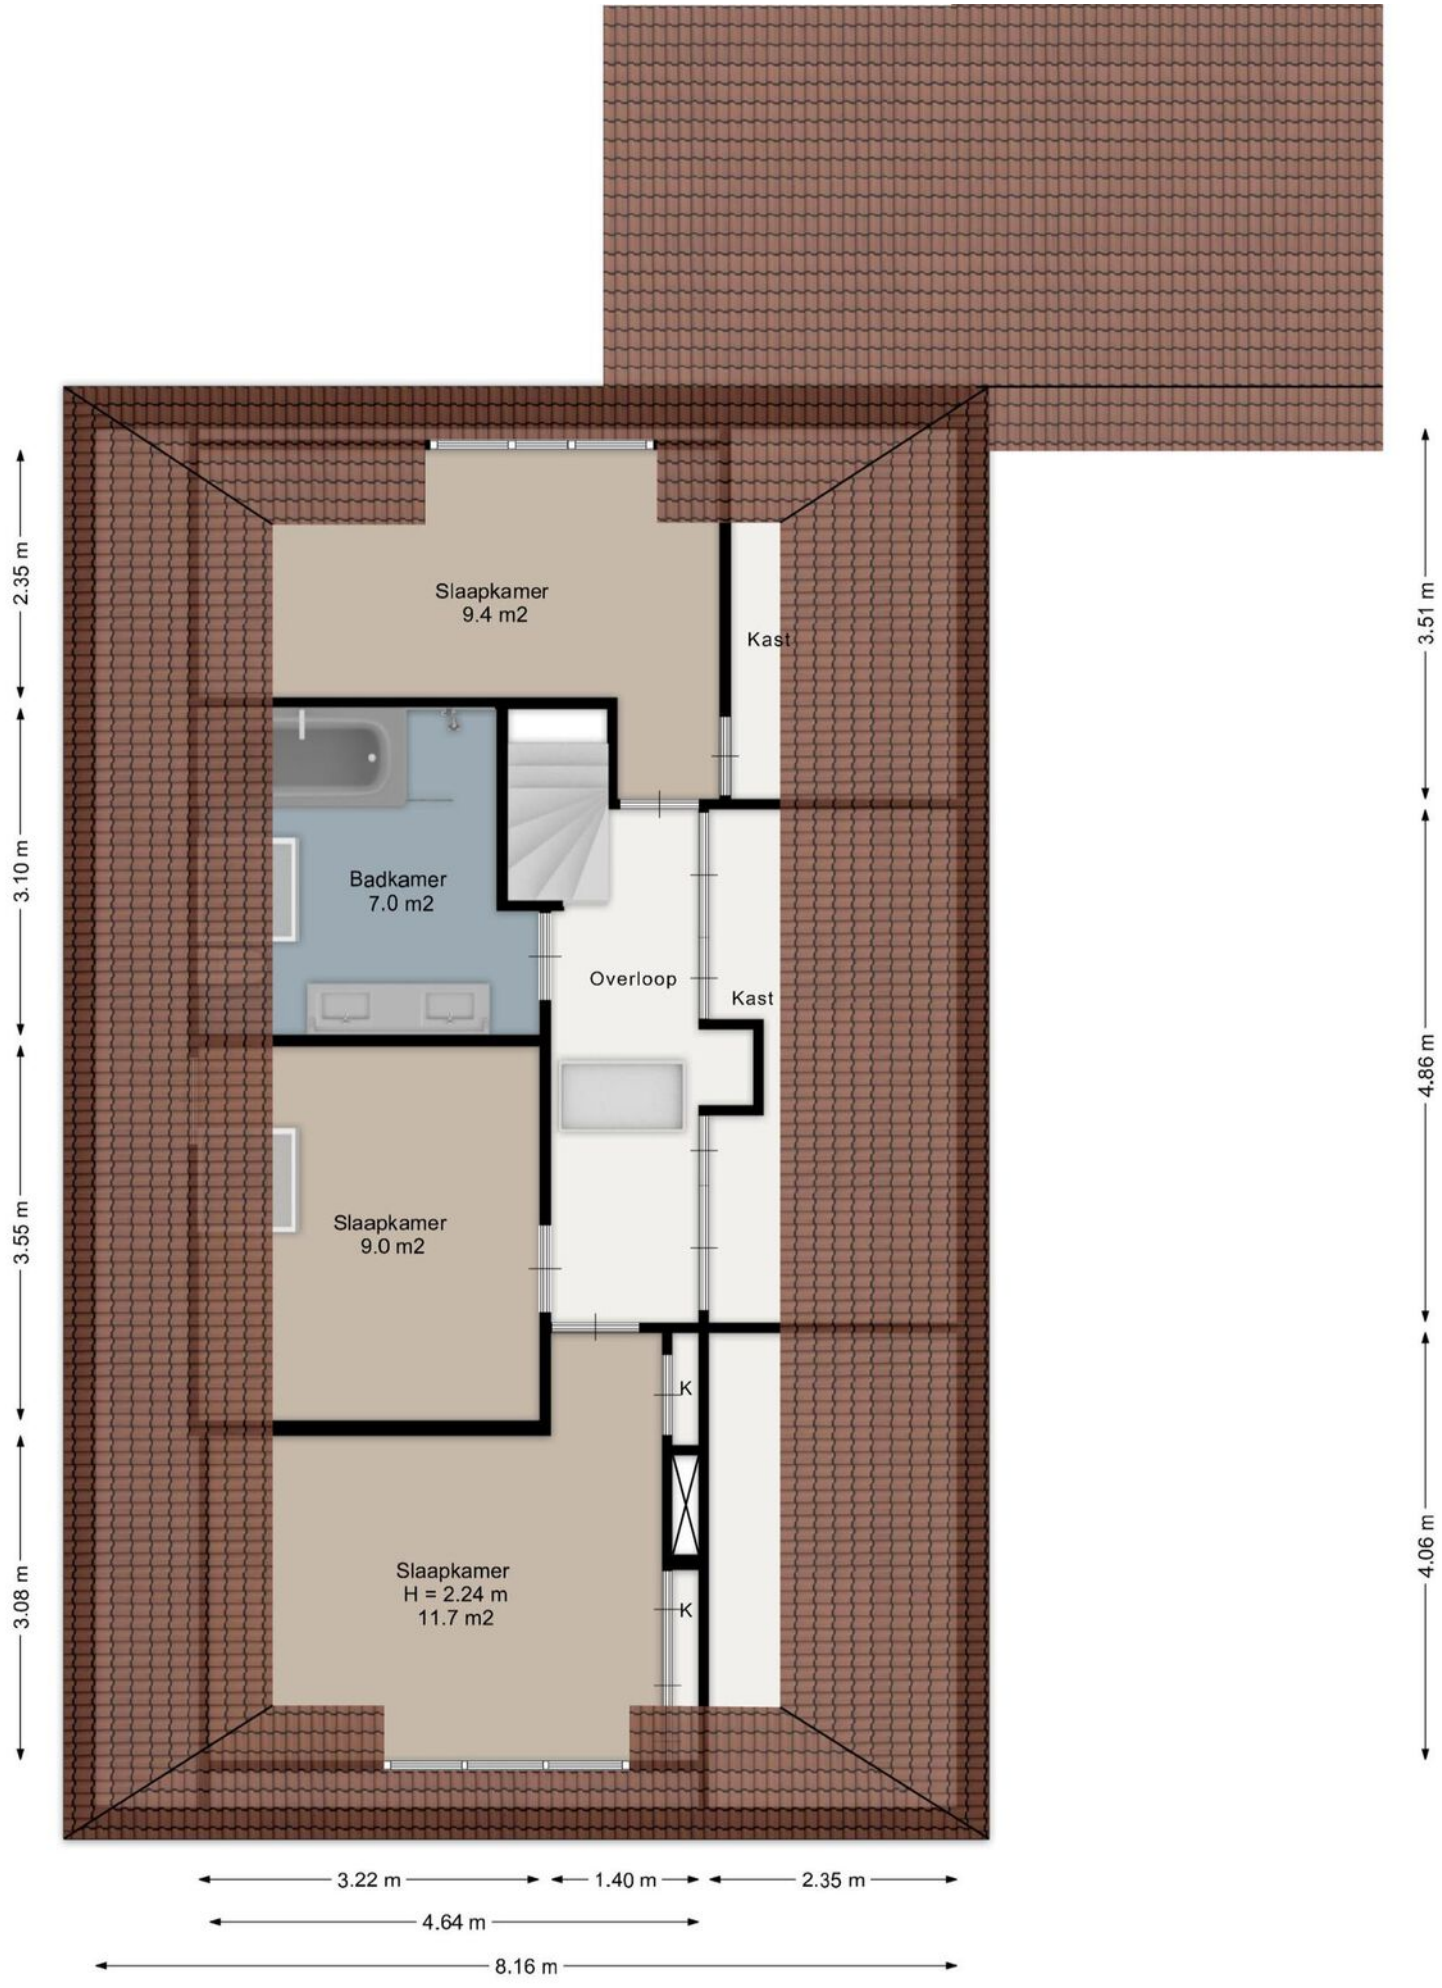 Slaapkamer
9.4 m2
Kast
2.35 m
3.51 m
Badkamer
7.0 m2
3.10 m
Overloop
Kast
4.86 m
Slaapkamer
9.0 m2
3.55 m
K
Slaapkamer
H = 2.24 m
11.7 m2
K
3.08 m
4.06 m
3.22 m
1.40 m
2.35 m
4.64 m
8.16 m